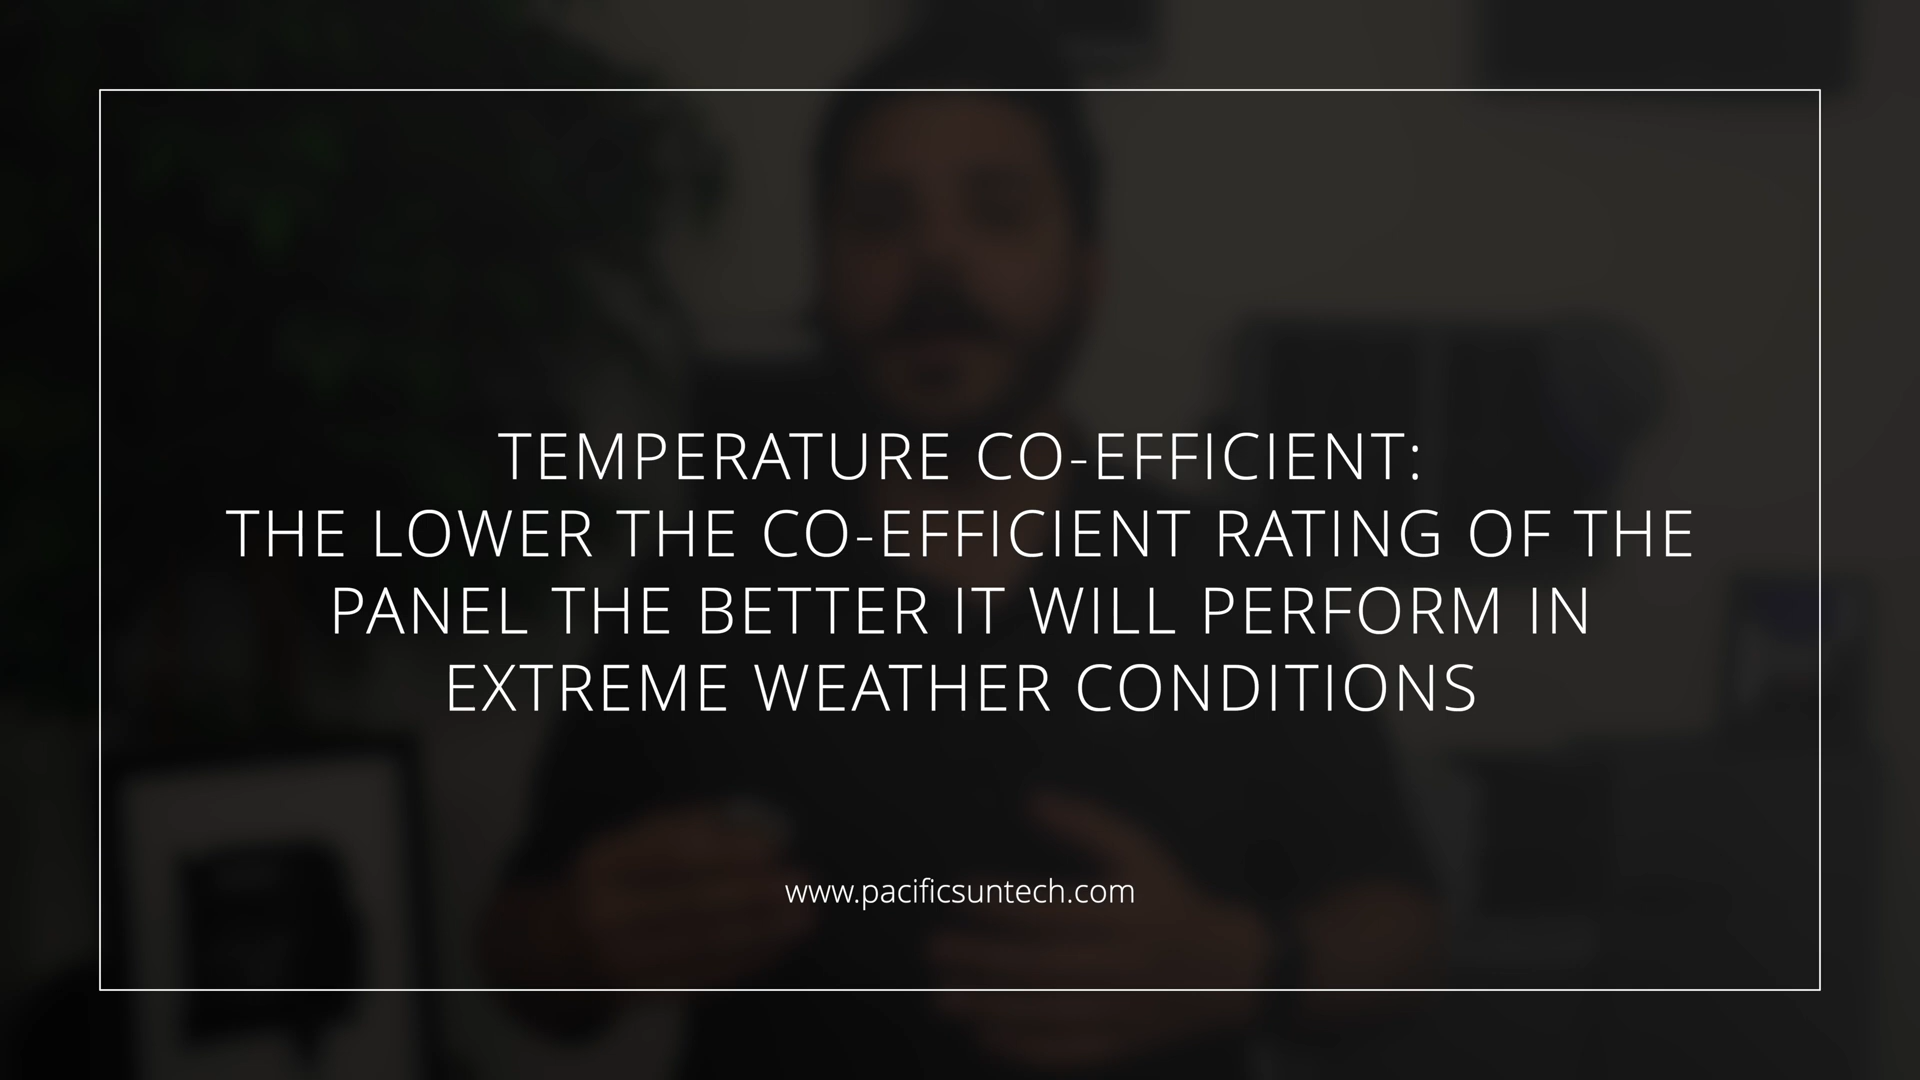 TEMPERATURE CO-EFFICIENT:
THE LOWER THE CO-EFFICIENT RATING OF THE
PANEL THE BETTER IT WILL PERFORM IN
EXTREME WEATHER CONDITIONS
www.pacificsuntech.com